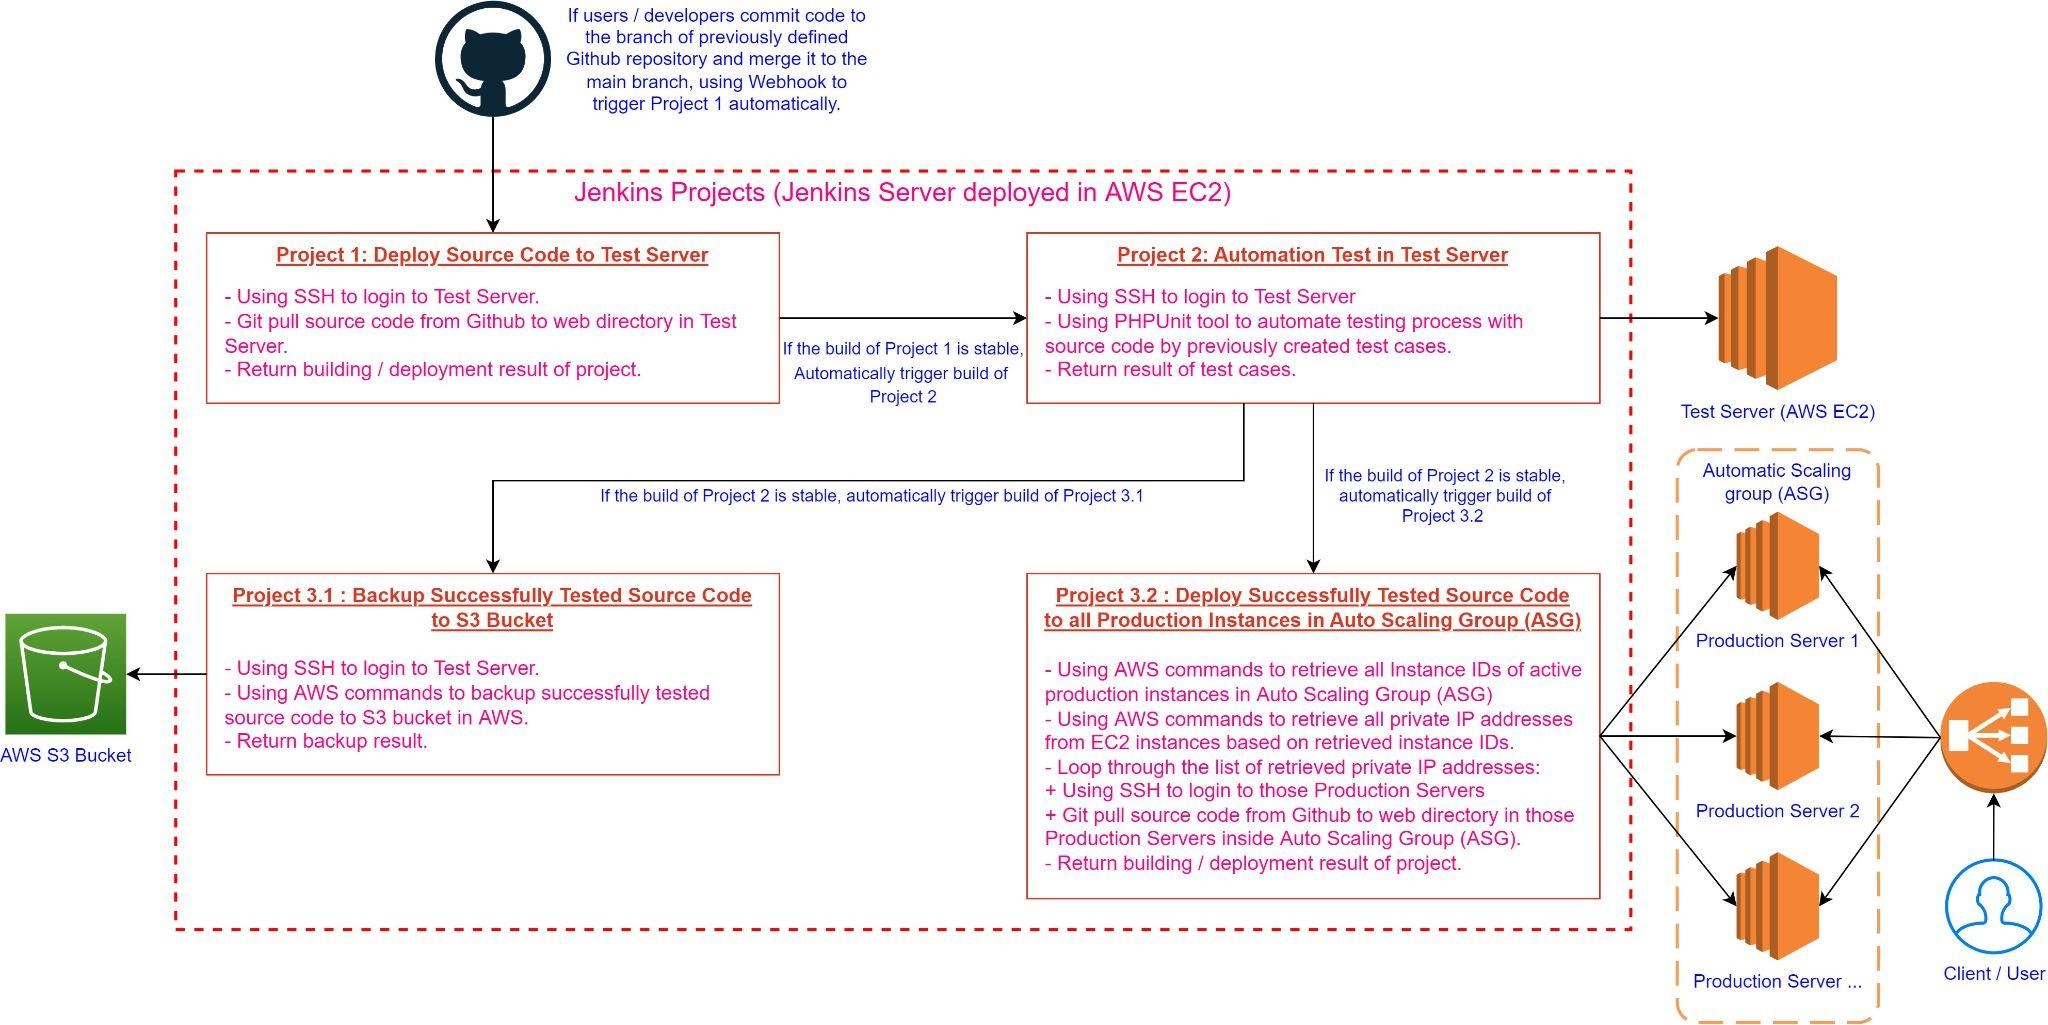 If users / developers commit code to
the branch of previously defined
Github repository and merge it to the
main branch, using Webhook to
trigger Project 1 automatically.
Jenkins Projects (Jenkins Server deployed in AWS EC2)
Project 1: Deploy Source Code to Test Server
- Using SSH to login to Test Server.
- Git pull source code from Github to web directory in Test
Server.
- Return building / deployment result of project.
If the build of Project 1 is stable,
Automatically trigger build of
Project 2
Project 2: Automation Test in Test Server
- Using SSH to login to Test Server
- Using PHPUnit tool to automate testing process with
source code by previously created test cases.
- Return result of test cases.
Test Server (AWS EC2)
If the build of Project 2 is stable, automatically trigger build of Project 3.1
If the build of Project 2 is stable,
automatically trigger build of
Project 3.2
Automatic Scaling
group (ASG)
Project 3.1 : Backup Successfully Tested Source Code
to S3 Bucket
- Using SSH to login to Test Server.
- Using AWS commands to backup successfully tested
source code to S3 bucket in AWS.
- Return backup result.
AWS S3 Bucket
Project 3.2 : Deploy Successfully Tested Source Code
to all Production Instances in Auto Scaling Group (ASG)
- Using AWS commands to retrieve all Instance IDs of active
production instances in Auto Scaling Group (ASG)
- Using AWS commands to retrieve all private IP addresses
from EC2 instances based on retrieved instance IDs.
- Loop through the list of retrieved private IP addresses:
+ Using SSH to login to those Production Servers
+ Git pull source code from Github to web directory in those
Production Servers inside Auto Scaling Group (ASG).
- Return building / deployment result of project.
Production Server 1
Production Server 2
Production Server ...
Client / User